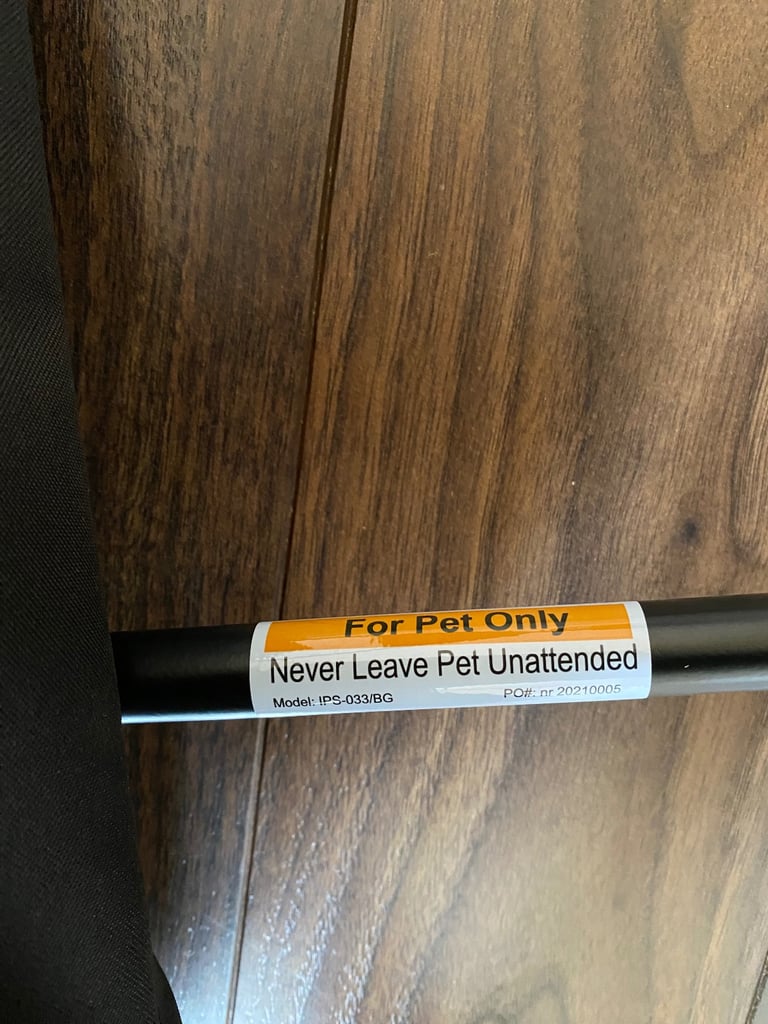 For Pet Only
Never Leave Pet Unattended
Model: IPS-033/BG
PO#: nr 20210005